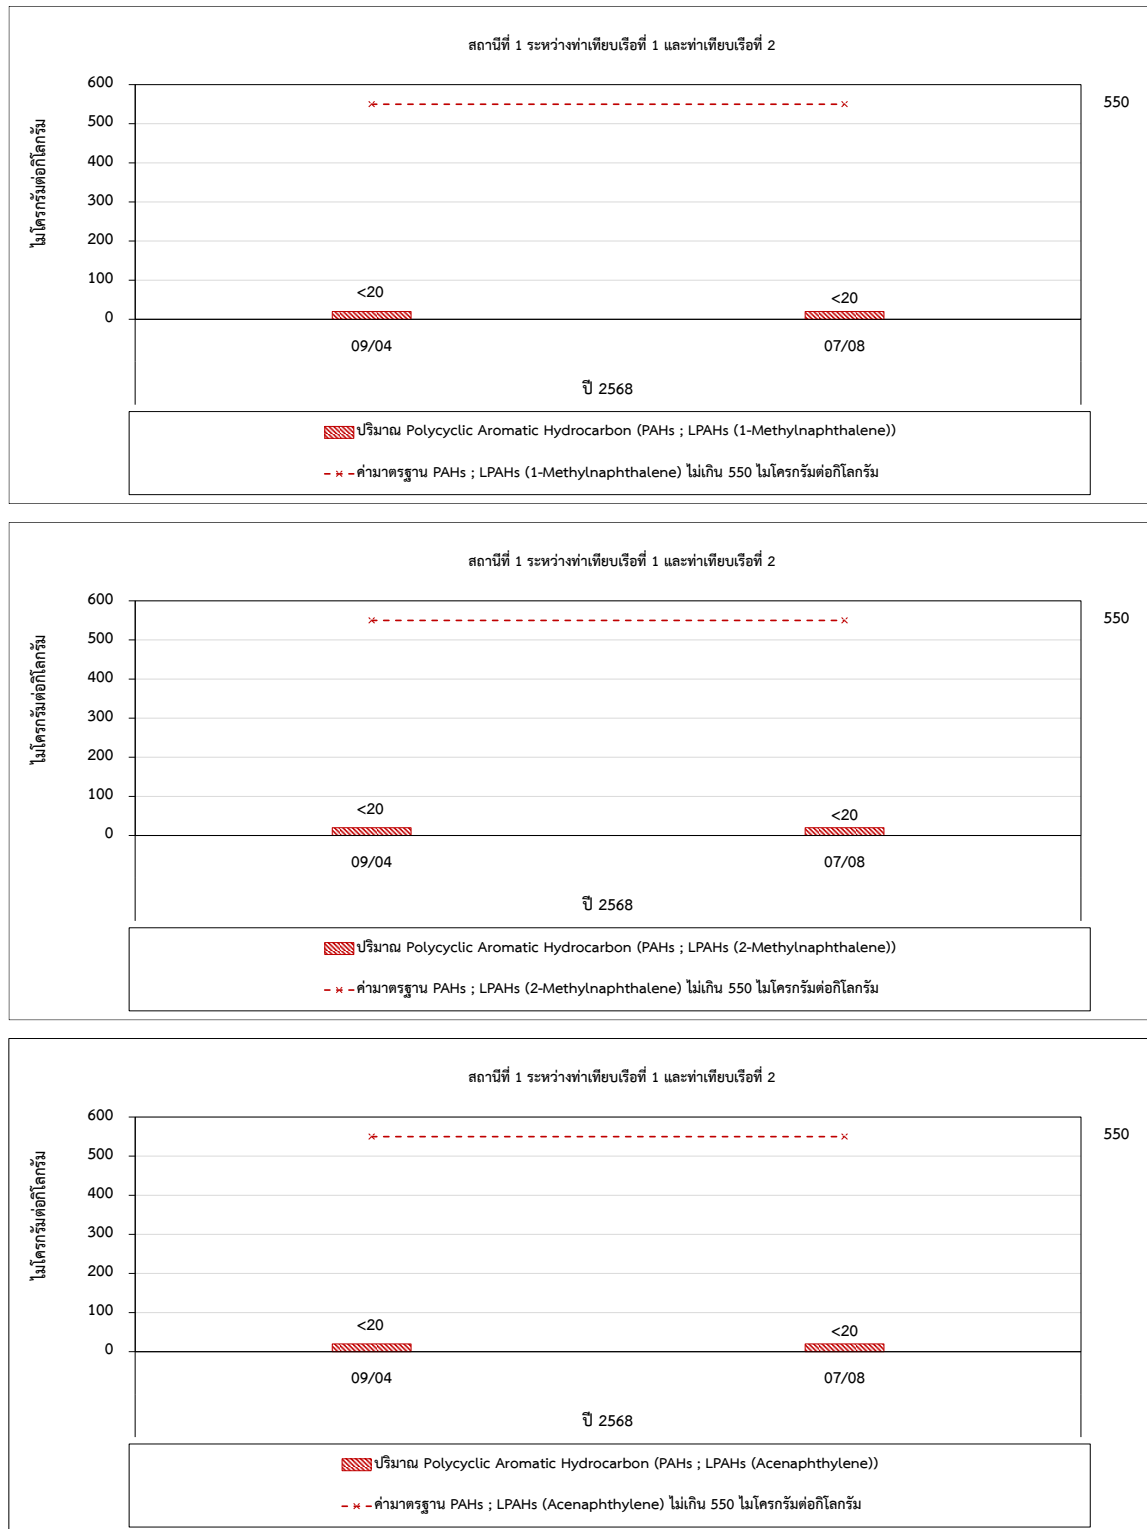 สถานีที่ 1 ระหว่างท่าเทียบเรือที่ 1 และท่าเทียบเรือที่ 2
ไมโครกรัมต่อกิโลกรัม
600
500
400
300
200
100
0
550
<20
<20
09/04
07/08
ปี 2568
ปริมาณ Polycyclic Aromatic Hydrocarbon (PAHs ; LPAHs (1-Methylnaphthalene))
ค่ามาตรฐาน PAHs ; LPAHs (1-Methylnaphthalene) ไม่เกิน 550 ไมโครกรัมต่อกิโลกรัม
สถานีที่ 1 ระหว่างท่าเทียบเรือที่ 1 และท่าเทียบเรือที่ 2
ไมโครกรัมต่อกิโลกรัม
600
500
400
300
200
100
0
550
<20
<20
09/04
07/08
ปี 2568
ปริมาณ Polycyclic Aromatic Hydrocarbon (PAHs ; LPAHs (2-Methylnaphthalene))
ค่ามาตรฐาน PAHs ; LPAHs (2-Methylnaphthalene) ไม่เกิน 550 ไมโครกรัมต่อกิโลกรัม
สถานีที่ 1 ระหว่างท่าเทียบเรือที่ 1 และท่าเทียบเรือที่ 2
ไมโครกรัมต่อกิโลกรัม
600
500
400
300
200
100
0
550
<20
<20
09/04
07/08
ปี 2568
ปริมาณ Polycyclic Aromatic Hydrocarbon (PAHs ; LPAHs (Acenaphthylene))
ค่ามาตรฐาน PAHs ; LPAHs (Acenaphthylene) ไม่เกิน 550 ไมโครกรัมต่อกิโลกรัม